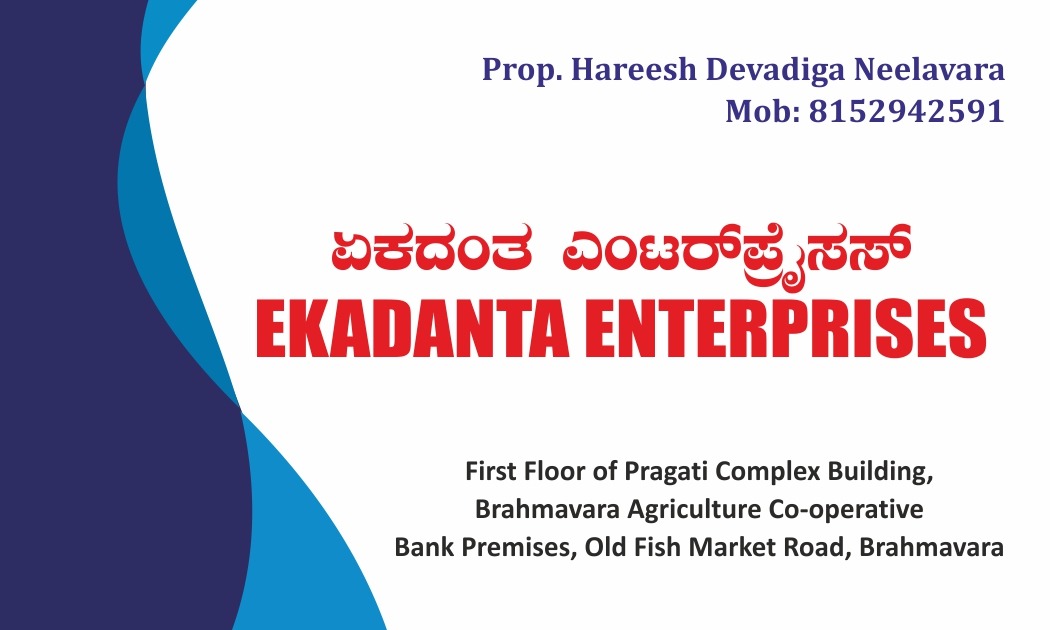 Prop. Hareesh Devadiga Neelavara
Mob: 8152942591
ಏಕದಂತ ಎಂಟರ್‌ಪ್ರೈಸಸ್
EKADANTA ENTERPRISES
First Floor of Pragati Complex Building,
Brahmavara Agriculture Co-operative
Bank Premises, Old Fish Market Road, Brahmavara